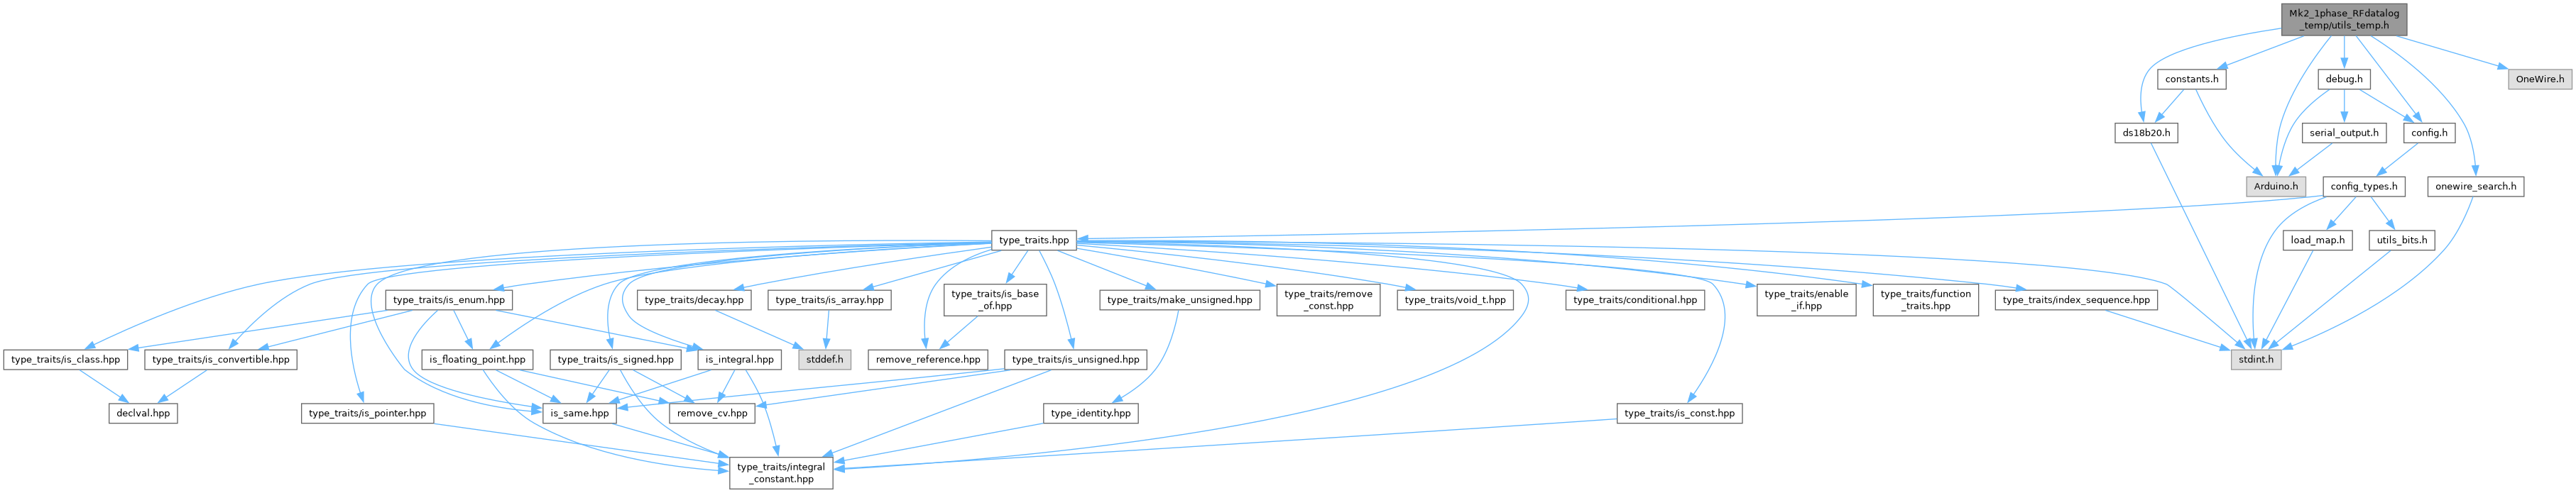 Mk2_1phase_RFdatalog
_temp/utils_temp.h
constants.h
debug.h
OneWire.h
ds18b20.h
serial_output.h
config.h
Arduino.h
config_types.h
onewire_search.h
type_traits.hpp
load_map.h
utils_bits.h
type_traits/is_enum.hpp
type_traits/decay.hpp
type_traits/is_array.hpp
type_traits/is_base
_of.hpp
type_traits/make_unsigned.hpp
type_traits/remove
_const.hpp
type_traits/void_t.hpp
type_traits/conditional.hpp
type_traits/enable
_if.hpp
type_traits/function
_traits.hpp
type_traits/index_sequence.hpp
type_traits/is_class.hpp
type_traits/is_convertible.hpp
is_floating_point.hpp
type_traits/is_signed.hpp
is_integral.hpp
stddef.h
remove_reference.hpp
type_traits/is_unsigned.hpp
stdint.h
declval.hpp
type_traits/is_pointer.hpp
is_same.hpp
remove_cv.hpp
type_identity.hpp
type_traits/is_const.hpp
type_traits/integral
_constant.hpp